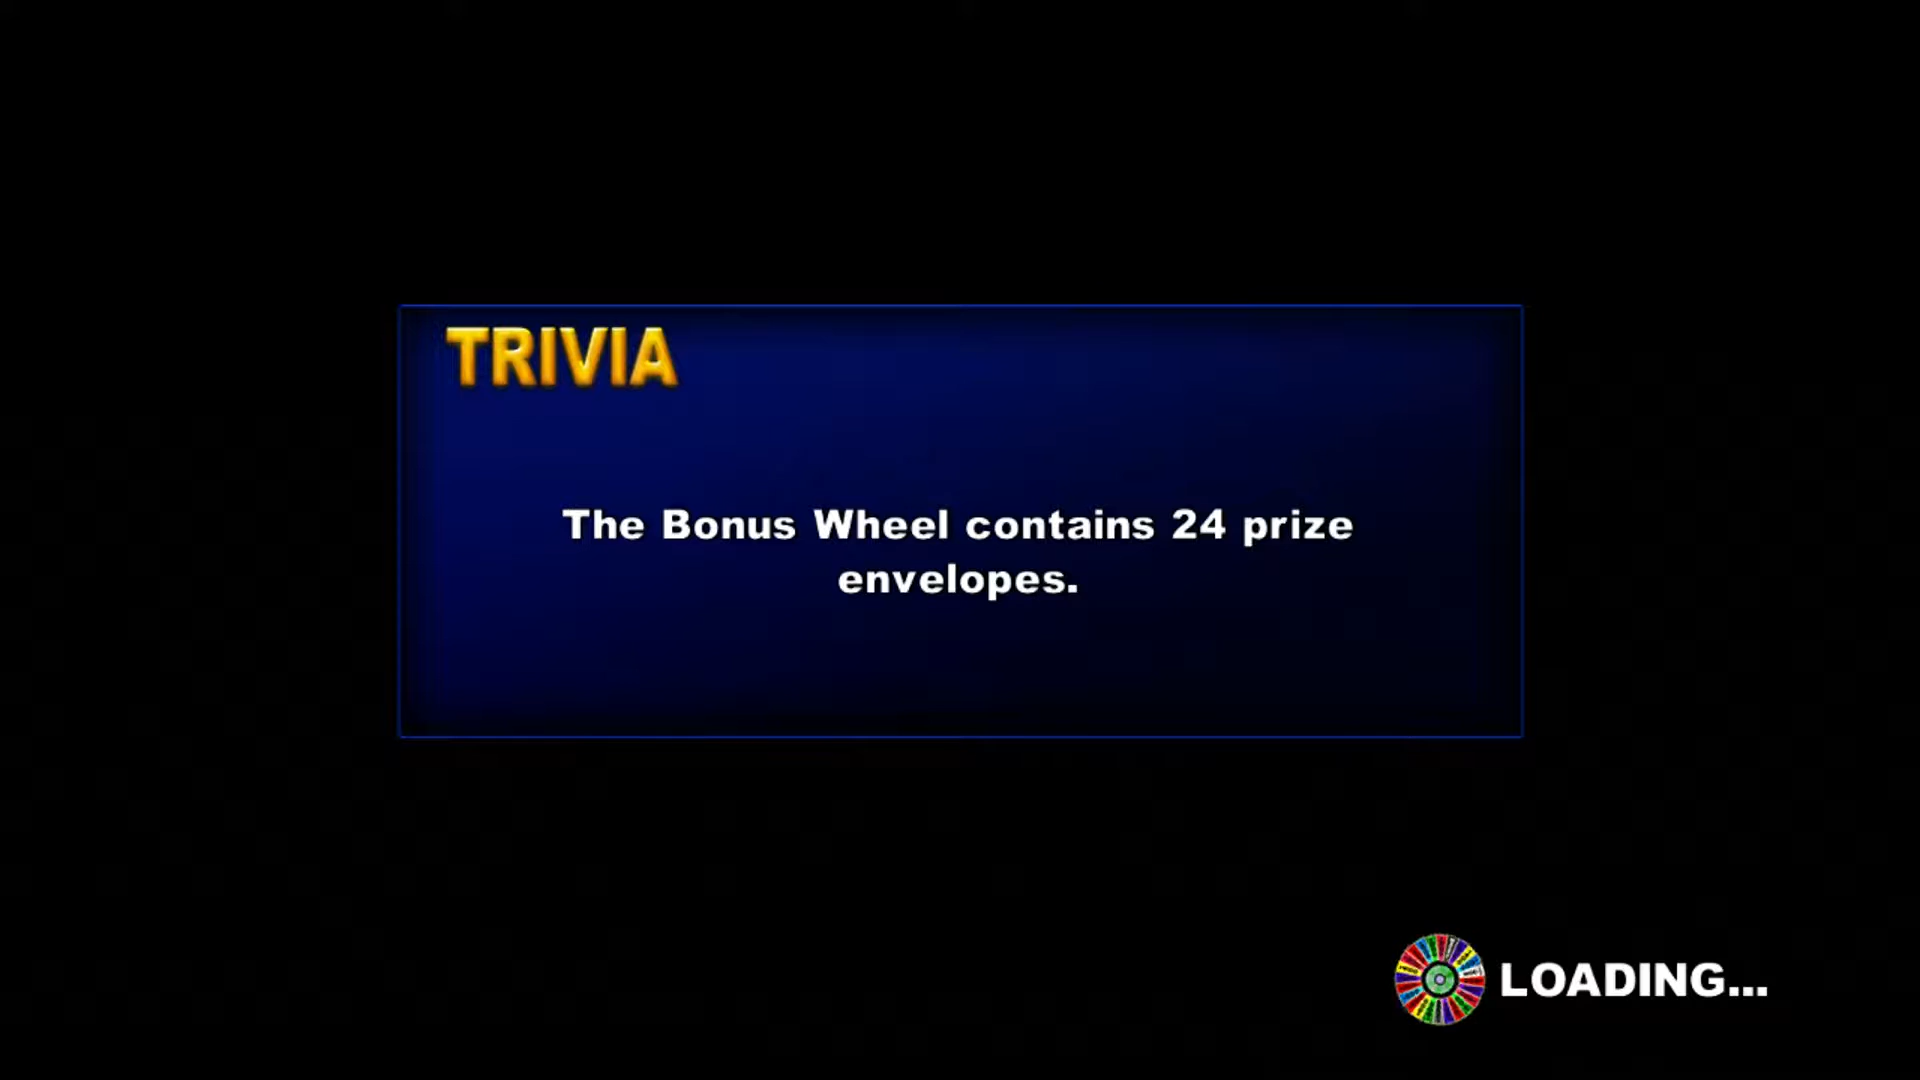 TRIVIA
The Bonus Wheel contains 24 prize
envelopes.
LOADING...